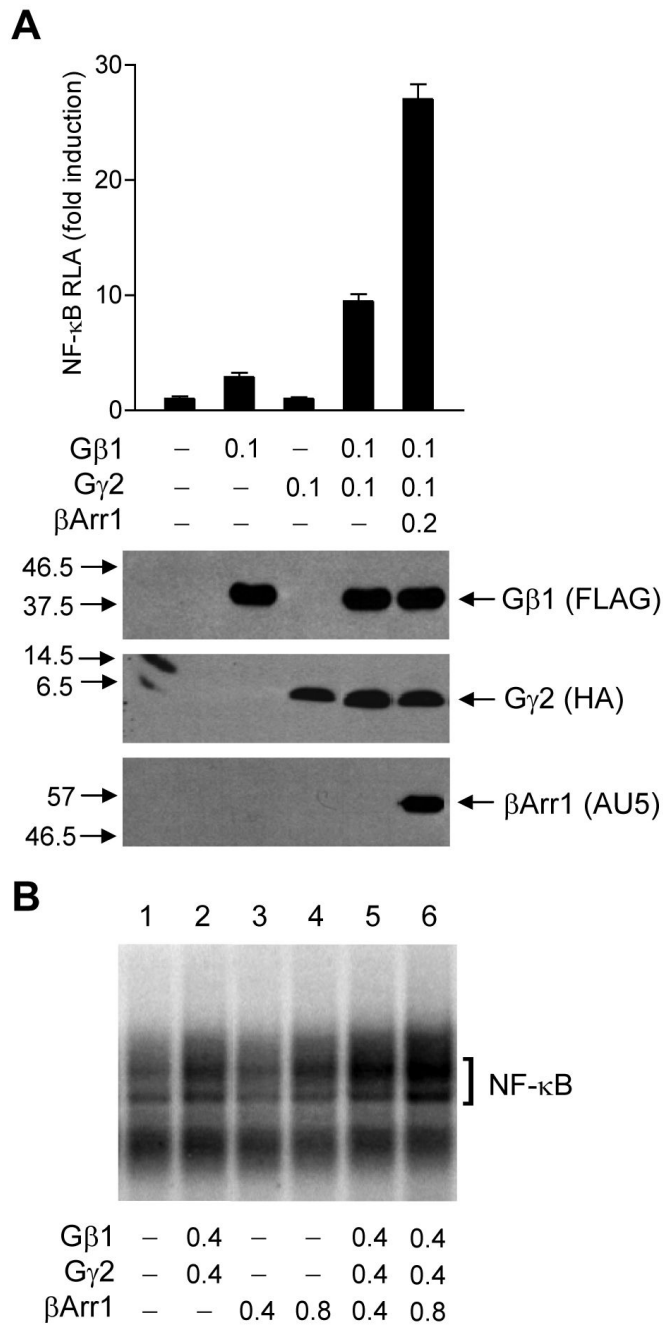 A
NF-κB RLA (fold induction)
30
20
10
0
Gβ1 – 0.1 – 0.1 0.1
Gγ2 – – 0.1 0.1 0.1
βArr1 – – – – 0.2
46.5
37.5
Gβ1 (FLAG)
14.5
6.5
Gγ2 (HA)
57
46.5
βArr1 (AU5)
B
1 2 3 4 5 6
NF-κB
Gβ1 – 0.4 – – 0.4 0.4
Gγ2 – 0.4 – – 0.4 0.4
βArr1 – – 0.4 0.8 0.4 0.8